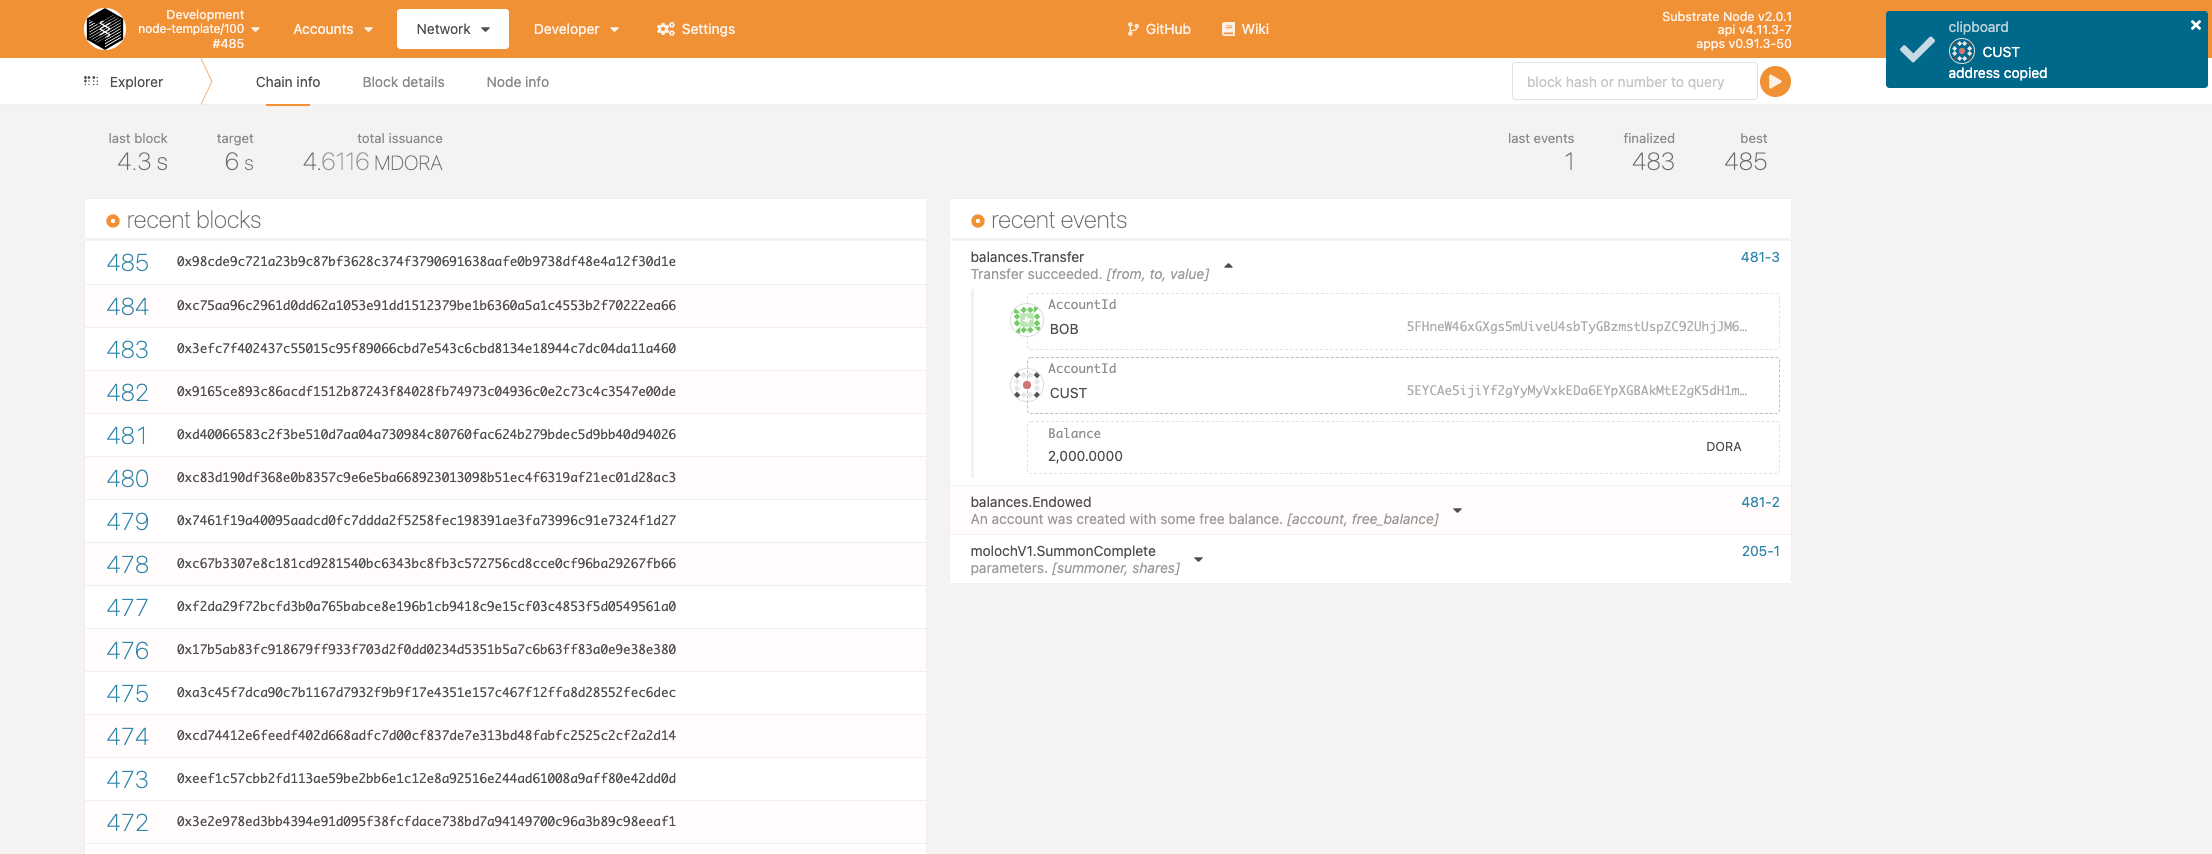 Development
node-template/100
#485
Accounts
Network
Developer
Settings
GitHub
Wiki
Substrate Node v2.0.1
api v4.11.3-7
apps v0.91.3-50
clipboard
CUST
address copied
Explorer
Chain info
Block details
Node info
block hash or number to query
last block
4.3 s
target
6 s
total issuance
4.6116 MDORA
last events
1
finalized
483
best
485
recent blocks
485 0x98cde9c721a23b9c87bf3628c374f3790691638aafe0b9738df48e4a12f30d1e
484 0xc75aa96c2961d0dd62a1053e91dd1512379be1b6360a5a1c4553b2f70222ea66
483 0x3efc7f402437c55015c95f89066cbd7e543c6cbd8134e18944c7dc04da11a460
482 0x9165ce893c86acdf1512b87243f84028fb74973c04936c0e2c73c4c3547e00de
481 0xd40066583c2f3be510d7aa04a730984c80760fac624b279bdec5d9bb40d94026
480 0xc83d190df368e0b8357c9e6e5ba668923013098b51ec4f6319af21ec01d28ac3
479 0x7461f19a40095aadcd0fc7ddda2f5258fec198391ae3fa73996c91e7324f1d27
478 0xc67b3307e8c181cd9281540bc6343bc8fb3c572756cd8cce0cf96ba29267fb66
477 0xf2da29f72bcfd3b0a765babce8e196b1cb9418c9e15cf03c4853f5d0549561a0
476 0x17b5ab83fc918679ff933f703d2f0dd0234d5351b5a7c6b63ff83a0e9e38e380
475 0xa3c45f7dca90c7b1167d7932f9b9f17e4351e157c467f12ffa8d28552fec6dec
474 0xcd74412e6feedf402d668adfc7d00cf837de7e313bd48fabfc2525c2cf2a2d14
473 0xeef1c57cbb2fd113ae59be2bb6e1c12e8a92516e244ad61008a9aff80e42dd0d
472 0x3e2e978ed3bb4394e91d095f38fcfdace738bd7a94149700c96a3b89c98eeaf1
recent events
balances.Transfer 481-3
Transfer succeeded. [from, to, value]
AccountId
BOB 5FHneW46xGXgs5mUiveU4sbTyGBzmstUspZC92UhjJM6…
AccountId
CUST 5EYCAe5ijiYf2gYyMyVxkEDa6EYpXGBAkMtE2gK5dH1m…
Balance
2,000.0000 DORA
balances.Endowed 481-2
An account was created with some free balance. [account, free_balance]
molochV1.SummonComplete 205-1
parameters. [summoner, shares]